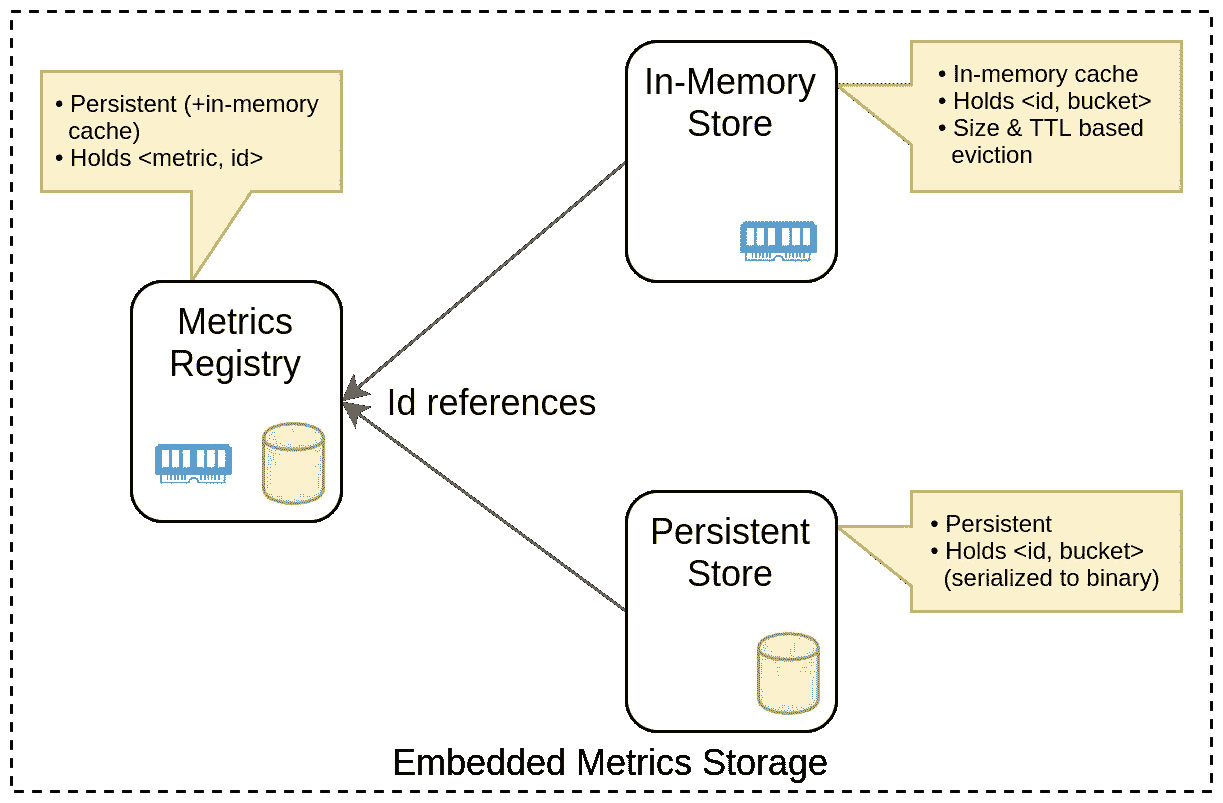 • Persistent (+in-memory
cache)
• Holds <metric, id>
In-Memory
Store
• In-memory cache
• Holds <id, bucket>
• Size & TTL based
eviction
Metrics
Registry
Id references
Persistent
Store
• Persistent
• Holds <id, bucket>
(serialized to binary)
Embedded Metrics Storage